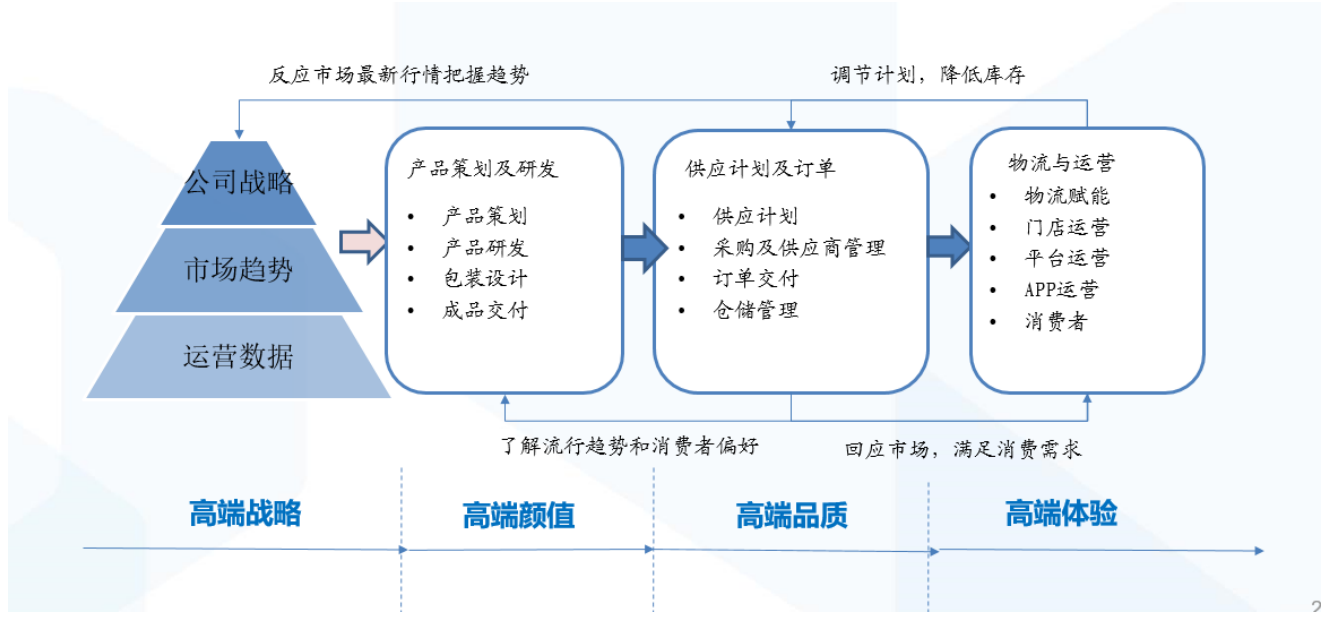 反应市场最新行情把握趋势
调节计划，降低库存
公司战略
市场趋势
运营数据
产品策划及研发
• 产品策划
• 产品研发
• 包装设计
• 成品交付
供应计划及订单
• 供应计划
• 采购及供应商管理
• 订单交付
• 仓储管理
物流与运营
• 物流赋能
• 门店运营
• 平台运营
• APP运营
• 消费者
了解流行趋势和消费者偏好
回应市场，满足消费需求
高端战略
高端颜值
高端品质
高端体验
2